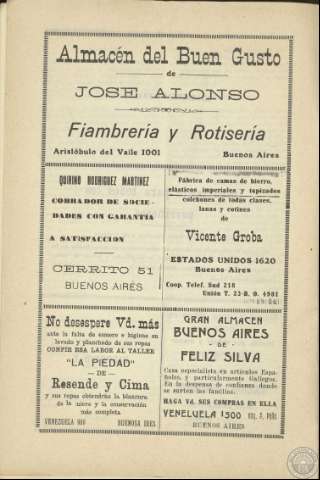 Almacén del Buen Gusto
de
JOSE ALONSO
Fiambrería y Rotisería
Aristóbulo del Valle 1001 Buenos Aires
QUIRINO RODRIGUEZ MARTINEZ
COBRADOR DE SOCIE-
DADES CON GARANTÍA
A SATISFACCION
CERRITO 51
BUENOS AIRES
Fábrica de camas de hierro,
elásticos imperiales y tapizados
colchones de todas clases,
lanas y cotines
de
Vicente Groba
ESTADOS UNIDOS 1620
Buenos Aires
Coop. Telef. Sud 218
Unión T. 23-B. O. 4981
No desespere Vd. más
ante la falta de esmero e higiene en
lavado y planchado de sus ropas
CONFIE ESA LABOR AL TALLER
"LA PIEDAD"
— DE —
Resende y Cima
y sus ropas obtendrán la blancura
de la nieve y la conservación
más completa
VENEZUELA BUENOS AIRES
GRAN ALMACEN
BUENOS AIRES
- DE -
FELIZ SILVA
Casa especialista en artículos Espa-
ñoles, y particularmente Gallegos.
Es la despensa de confianza donde
se surten las familias.
HAGA Vd. SUS COMPRAS EN ELLA
VENEZUELA 1500 ESQ.
BUENOS AIRES